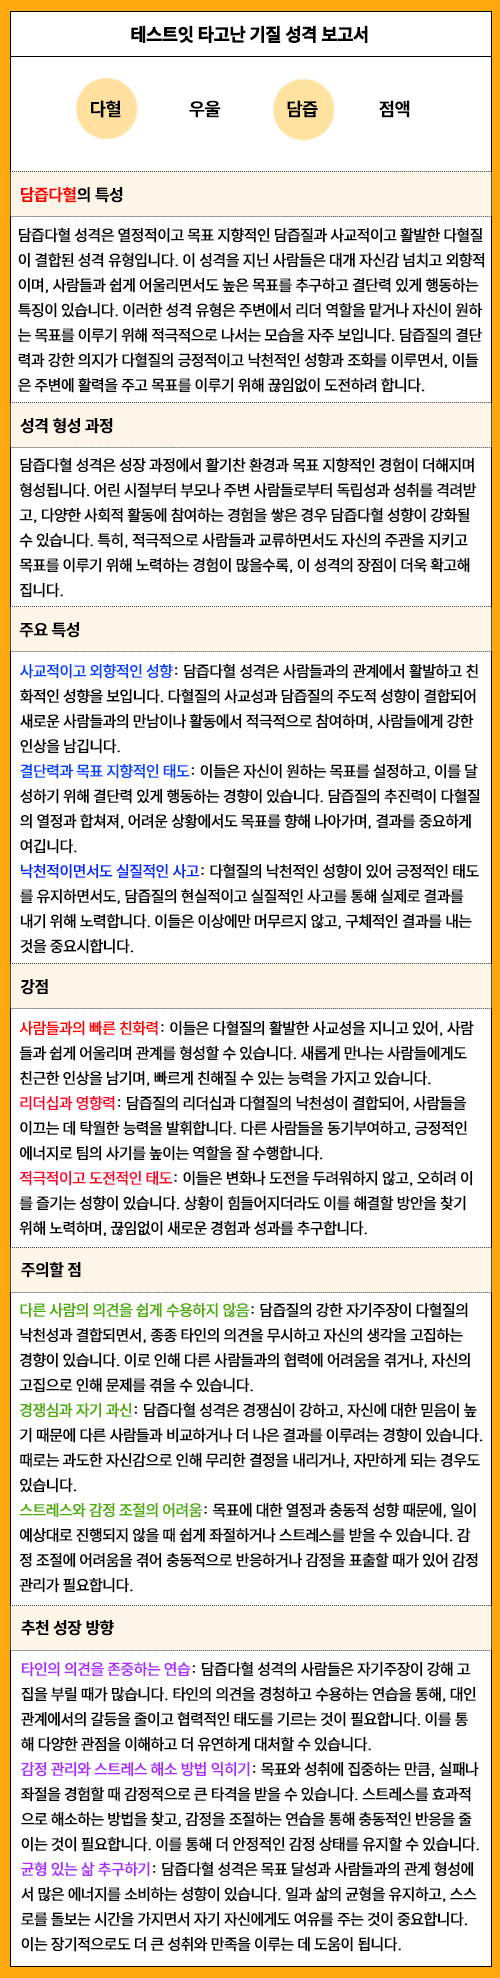 테스트잇 타고난 기질 성격 보고서
다혈 우울 담즙 점액
담즙다혈의 특성
담즙다혈 성격은 열정적이고 목표 지향적인 담즙질과 사교적이고 활발한 다혈질
이 결합된 성격 유형입니다. 이 성격을 지닌 사람들은 대개 자신감 넘치고 외향적
이며, 사람들과 쉽게 어울리면서도 높은 목표를 추구하고 결단력 있게 행동하는
특징이 있습니다. 이러한 성격 유형은 주변에서 리더 역할을 맡거나 자신이 원하
는 목표를 이루기 위해 적극적으로 나서는 모습을 자주 보입니다. 담즙질의 결단
력과 강한 의지가 다혈질의 긍정적이고 낙천적인 성향과 조화를 이루면서, 이들
은 주변에 활력을 주고 목표를 이루기 위해 끊임없이 도전하려 합니다.
성격 형성 과정
담즙다혈 성격은 성장 과정에서 활기찬 환경과 목표 지향적인 경험이 더해지며
형성됩니다. 어린 시절부터 부모나 주변 사람들로부터 독립성과 성취를 격려받
고, 다양한 사회적 활동에 참여하는 경험을 쌓은 경우 담즙다혈 성향이 강화될
수 있습니다. 특히, 적극적으로 사람들과 교류하면서도 자신의 주관을 지키고
목표를 이루기 위해 노력하는 경험이 많을수록, 이 성격의 장점이 더욱 확고해
집니다.
주요 특성
사교적이고 외향적인 성향: 담즙다혈 성격은 사람들과의 관계에서 활발하고 친
화적인 성향을 보입니다. 다혈질의 사교성과 담즙질의 주도적 성향이 결합되어
새로운 사람들과의 만남이나 활동에서 적극적으로 참여하며, 사람들에게 강한
인상을 남깁니다.
결단력과 목표 지향적인 태도: 이들은 자신이 원하는 목표를 설정하고, 이를 달
성하기 위해 결단력 있게 행동하는 경향이 있습니다. 담즙질의 추진력이 다혈질
의 열정과 합쳐져, 어려운 상황에서도 목표를 향해 나아가며, 결과를 중요하게
여깁니다.
낙천적이면서도 실질적인 사고: 다혈질의 낙천적인 성향이 있어 긍정적인 태도
를 유지하면서도, 담즙질의 현실적이고 실질적인 사고를 통해 실제로 결과를
내기 위해 노력합니다. 이들은 이상에만 머무르지 않고, 구체적인 결과를 내는
것을 중요시합니다.
강점
사람들과의 빠른 친화력: 이들은 다혈질의 활발한 사교성을 지니고 있어, 사람
들과 쉽게 어울리며 관계를 형성할 수 있습니다. 새롭게 만나는 사람들에게도
친근한 인상을 남기며, 빠르게 친해질 수 있는 능력을 가지고 있습니다.
리더십과 영향력: 담즙질의 리더십과 다혈질의 낙천성이 결합되어, 사람들을
이끄는 데 탁월한 능력을 발휘합니다. 다른 사람들을 동기부여하고, 긍정적인
에너지로 팀의 사기를 높이는 역할을 잘 수행합니다.
적극적이고 도전적인 태도: 이들은 변화나 도전을 두려워하지 않고, 오히려 이
를 즐기는 성향이 있습니다. 상황이 힘들어지더라도 이를 해결할 방안을 찾기
위해 노력하며, 끊임없이 새로운 경험과 성과를 추구합니다.
주의할 점
다른 사람의 의견을 쉽게 수용하지 않음: 담즙질의 강한 자기주장이 다혈질의
낙천성과 결합되면서, 종종 타인의 의견을 무시하고 자신의 생각을 고집하는
경향이 있습니다. 이로 인해 다른 사람들과의 협력에 어려움을 겪거나, 자신의
고집으로 인해 문제를 겪을 수 있습니다.
경쟁심과 자기 과신: 담즙다혈 성격은 경쟁심이 강하고, 자신에 대한 믿음이 높
기 때문에 다른 사람들과 비교하거나 더 나은 결과를 이루려는 경향이 있습니다.
때로는 과도한 자신감으로 인해 무리한 결정을 내리거나, 자만하게 되는 경우도
있습니다.
스트레스와 감정 조절의 어려움: 목표에 대한 열정과 충동적 성향 때문에, 일이
예상대로 진행되지 않을 때 쉽게 좌절하거나 스트레스를 받을 수 있습니다. 감
정 조절에 어려움을 겪어 충동적으로 반응하거나 감정을 표출할 때가 있어 감정
관리가 필요합니다.
추천 성장 방향
타인의 의견을 존중하는 연습: 담즙다혈 성격의 사람들은 자기주장이 강해 고
집을 부릴 때가 많습니다. 타인의 의견을 경청하고 수용하는 연습을 통해, 대인
관계에서의 갈등을 줄이고 협력적인 태도를 기르는 것이 필요합니다. 이를 통
해 다양한 관점을 이해하고 더 유연하게 대처할 수 있습니다.
감정 관리와 스트레스 해소 방법 익히기: 목표와 성취에 집중하는 만큼, 실패나
좌절을 경험할 때 감정적으로 큰 타격을 받을 수 있습니다. 스트레스를 효과적
으로 해소하는 방법을 찾고, 감정을 조절하는 연습을 통해 충동적인 반응을 줄
이는 것이 필요합니다. 이를 통해 더 안정적인 감정 상태를 유지할 수 있습니다.
균형 있는 삶 추구하기: 담즙다혈 성격은 목표 달성과 사람들과의 관계 형성에
서 많은 에너지를 소비하는 성향이 있습니다. 일과 삶의 균형을 유지하고, 스스
로를 돌보는 시간을 가지면서 자기 자신에게도 여유를 주는 것이 중요합니다.
이는 장기적으로도 더 큰 성취와 만족을 이루는 데 도움이 됩니다.